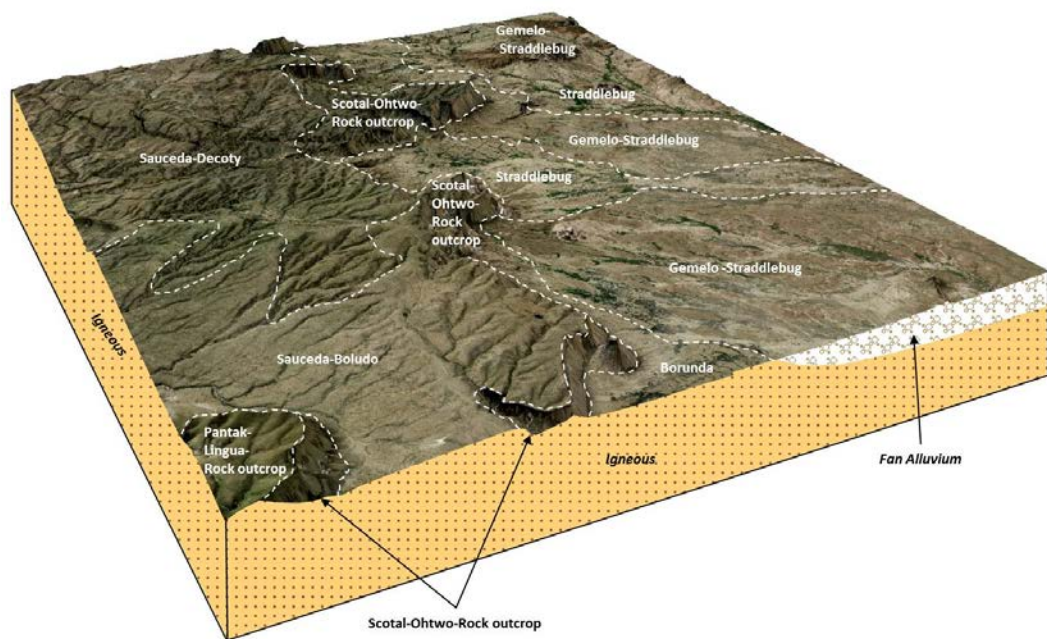 Gemelo-
Straddlebug
Scotal-Ohtwo-
Rock outcrop
Straddlebug
Gemelo-Straddlebug
Sauceda-Decoty
Straddlebug
Scotal-
Ohtwo-
Rock
outcrop
Gemelo -Straddlebug
Igneous
Sauceda-Boludo
Borunda
Pantak-
Lingua-
Rock outcrop
Igneous
Fan Alluvium
Scotal-Ohtwo-Rock outcrop